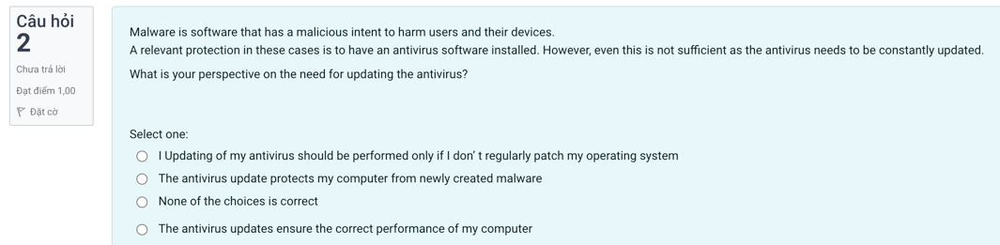 Câu hỏi
2
Chưa trả lời
Đạt điểm 1,00
Đặt cờ
Malware is software that has a malicious intent to harm users and their devices.
A relevant protection in these cases is to have an antivirus software installed. However, even this is not sufficient as the antivirus needs to be constantly updated.
What is your perspective on the need for updating the antivirus?
Select one:
I Updating of my antivirus should be performed only if I don' t regularly patch my operating system
The antivirus update protects my computer from newly created malware
None of the choices is correct
The antivirus updates ensure the correct performance of my computer